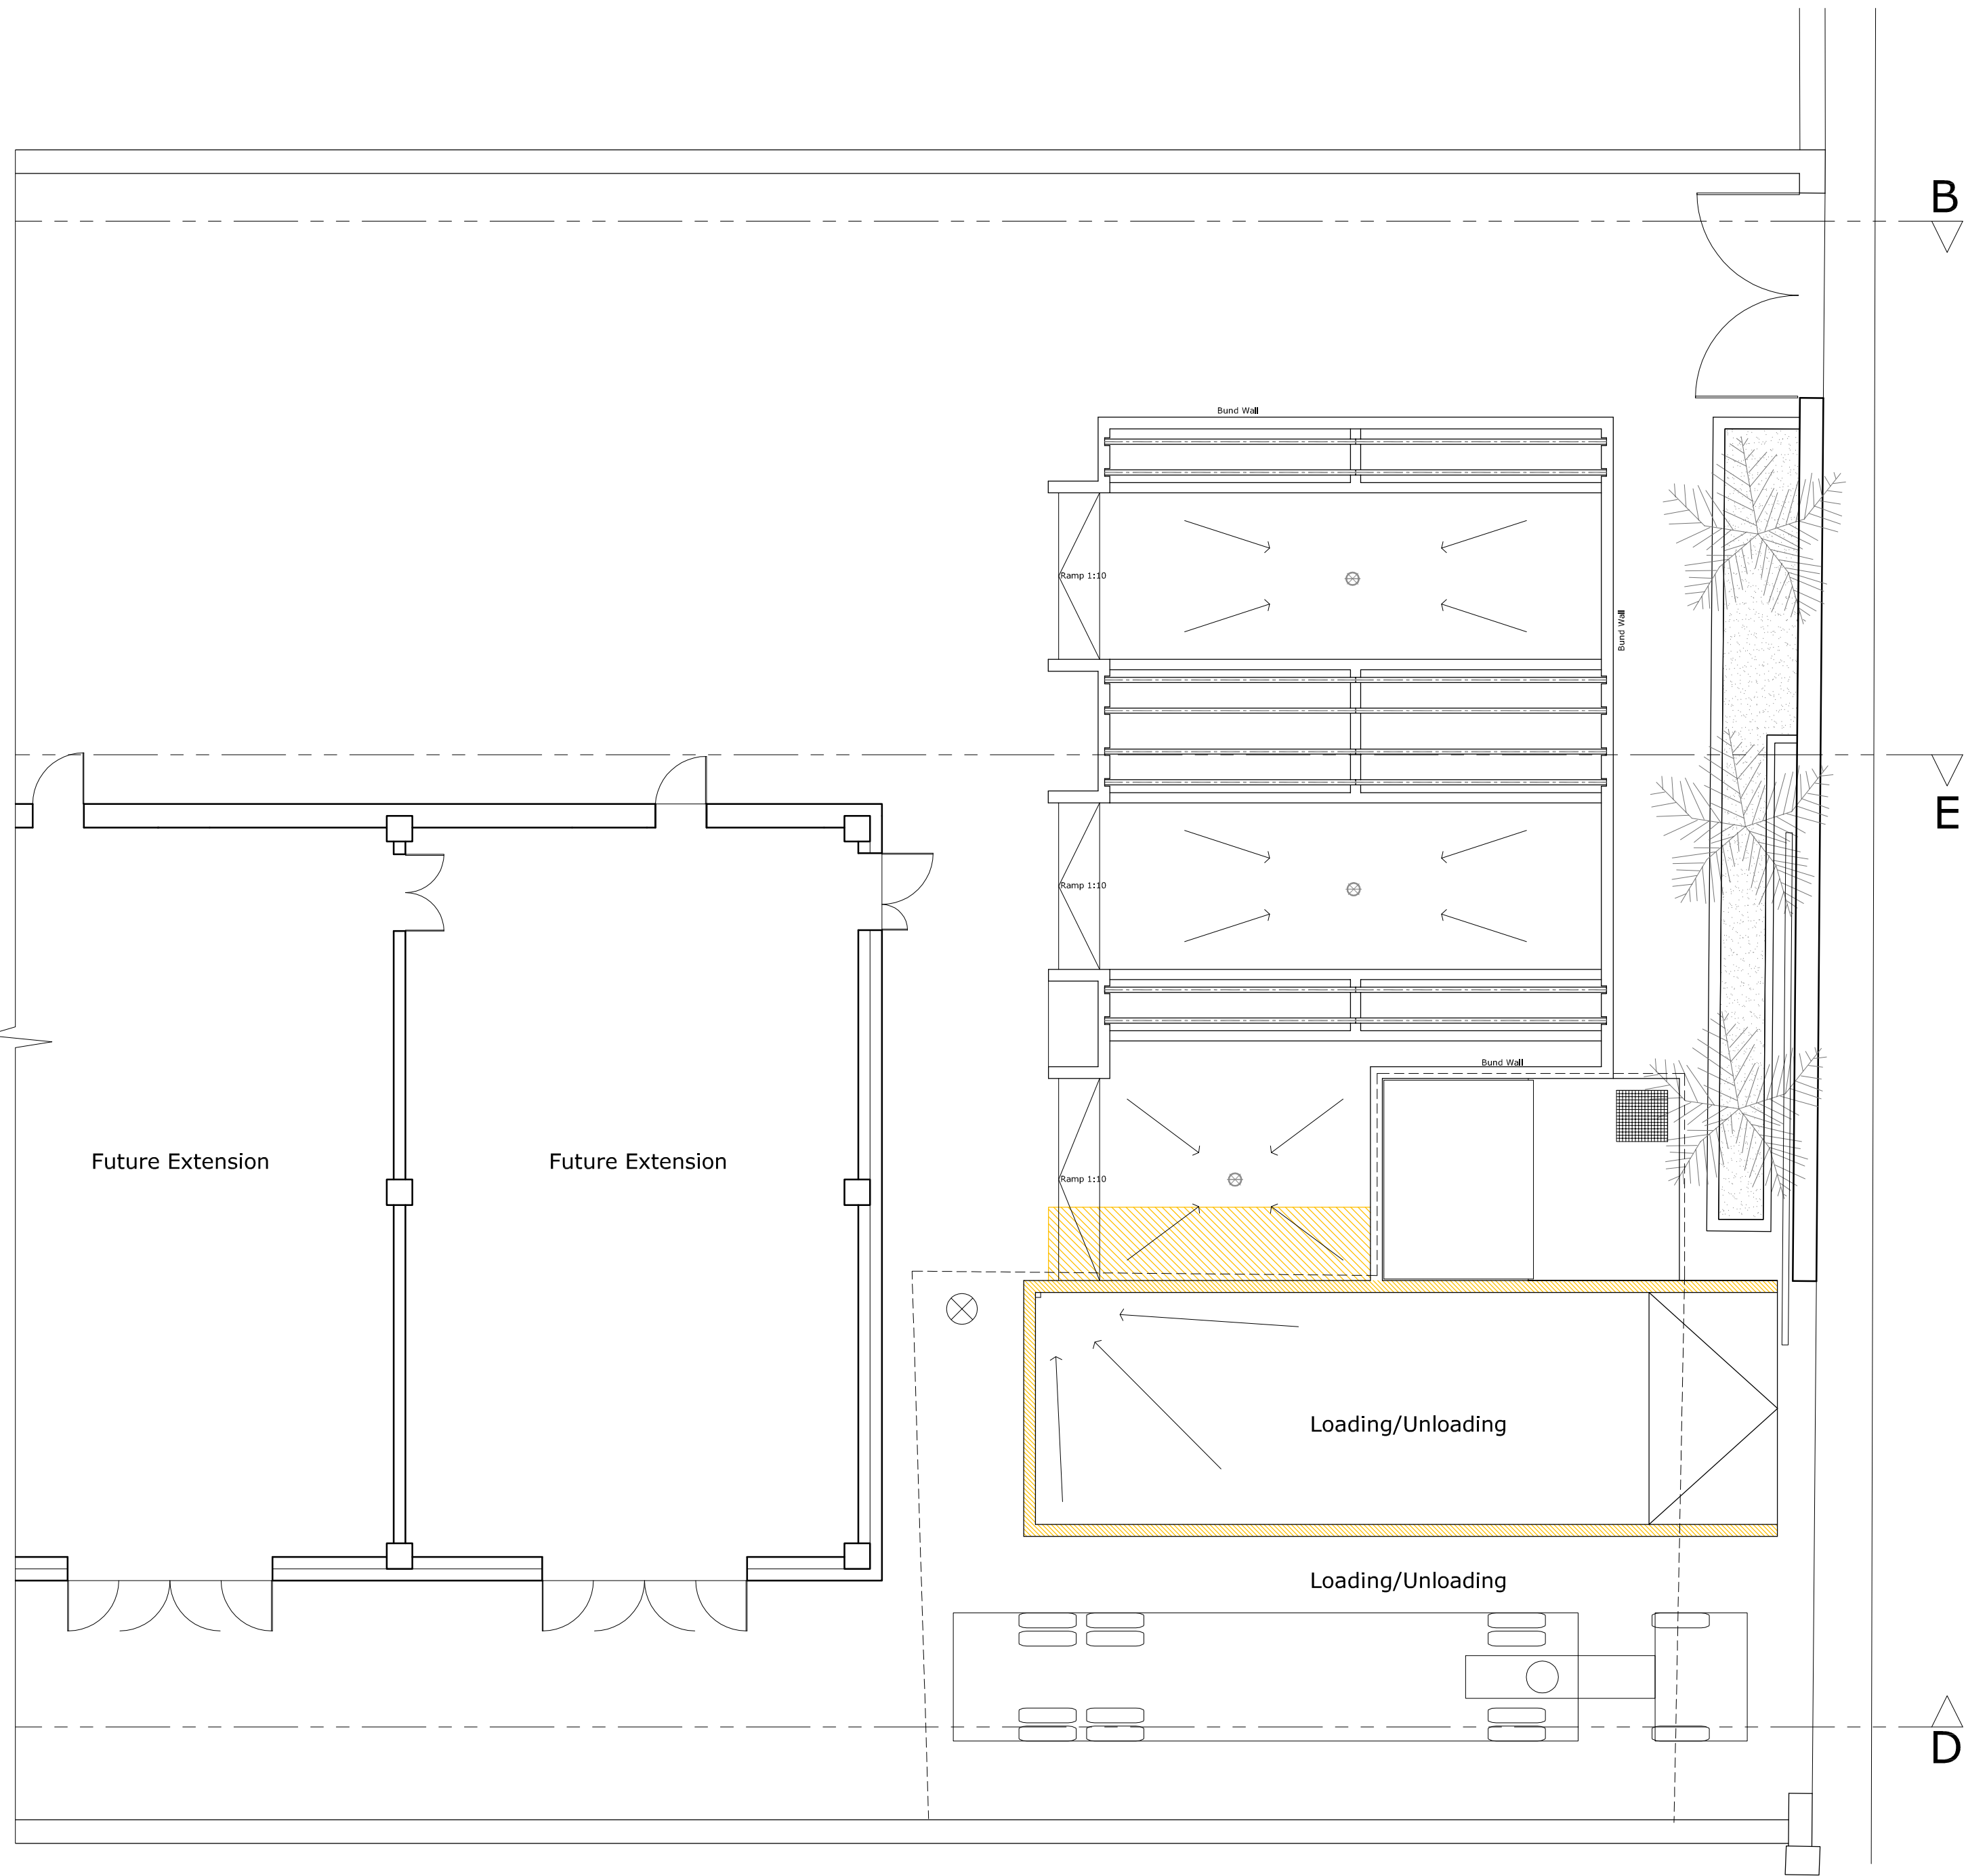 B
Bund Wall
Ramp 1:10
Bund Wall
E
Ramp 1:10
Bund Wall
Future Extension
Future Extension
Ramp 1:10
Loading/Unloading
Loading/Unloading
D